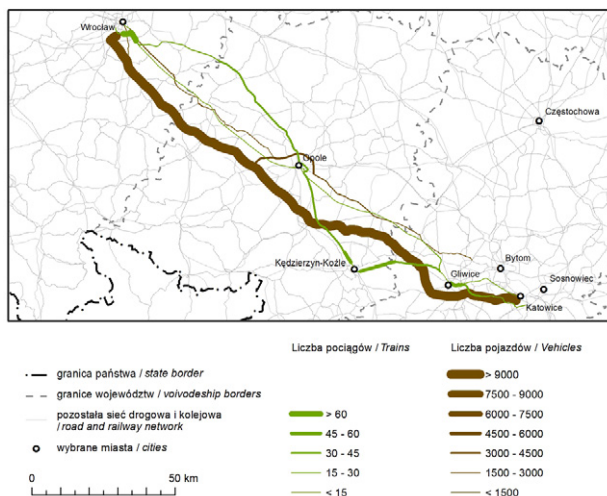 Wrocław
Częstochowa
Opole
Kędzierzyn-Koźle
Bytom
Gliwice
Sosnowiec
Katowice
Liczba pociągów / Trains
Liczba pojazdów / Vehicles
granica państwa / state border
granice województw / voivodeship borders
pozostała sieć drogowa i kolejowa
/ road and railway network
wybrane miasta / cities
0 50 km
> 60
45 - 60
30 - 45
15 - 30
< 15
> 9000
7500 - 9000
6000 - 7500
4500 - 6000
3000 - 4500
1500 - 3000
< 1500